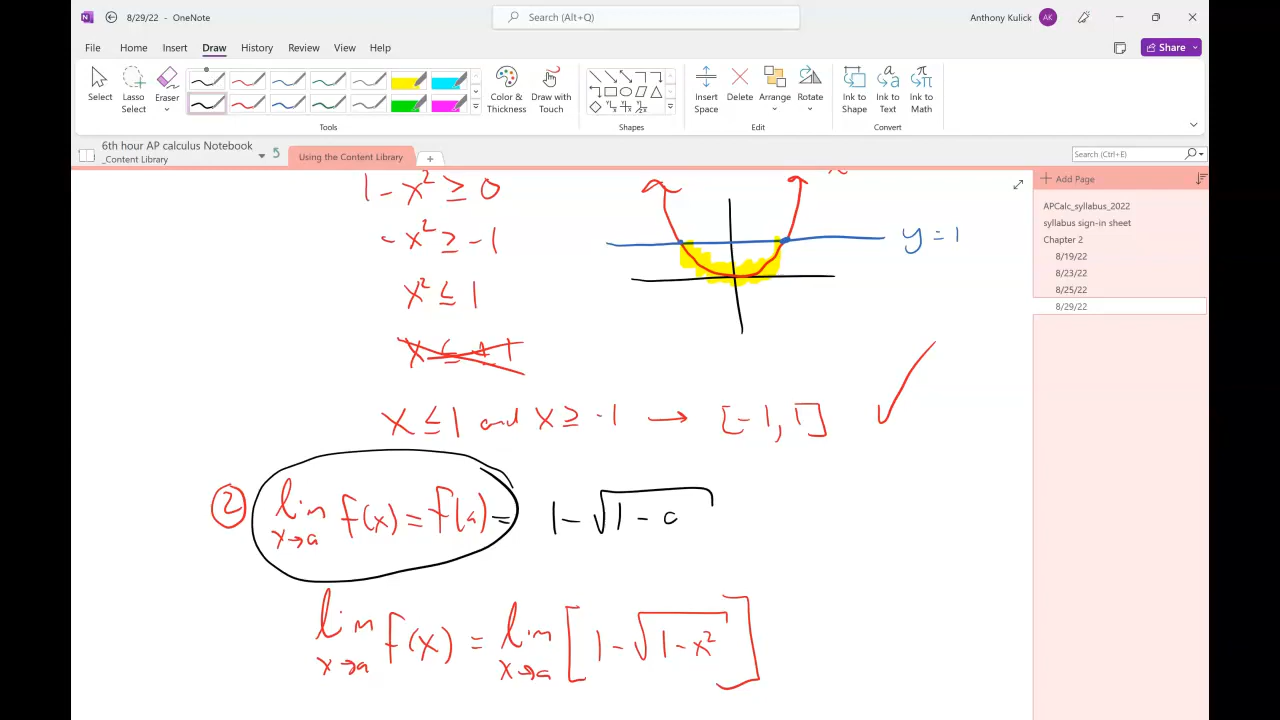 8/29/22 - OneNote
Search (Alt+Q)
Anthony Kulick
AK
File Home Insert Draw History Review View Help
Share
Select
Lasso Select
Eraser
Color & Thickness
Draw with Touch
Insert Space
Delete
Arrange
Rotate
Ink to Shape
Ink to Text
Ink to Math
Tools
Shapes
Edit
Convert
6th hour AP calculus Notebook
_Content Library
Using the Content Library
Search (Ctrl+E)
Add Page
APCalc_syllabus_2022
syllabus sign-in sheet
Chapter 2
8/19/22
8/23/22
8/25/22
8/29/22
1-x² ≥ 0
-x² ≥ -1
y = 1
x² ≤ 1
x ≤ ±1
x ≤ 1 and x ≥ -1 → [-1, 1] ✓
② lim x→a f(x) = f(a) = 1 - √1 - a
lim x→a f(x) = lim x→a [1 - √1-x²]